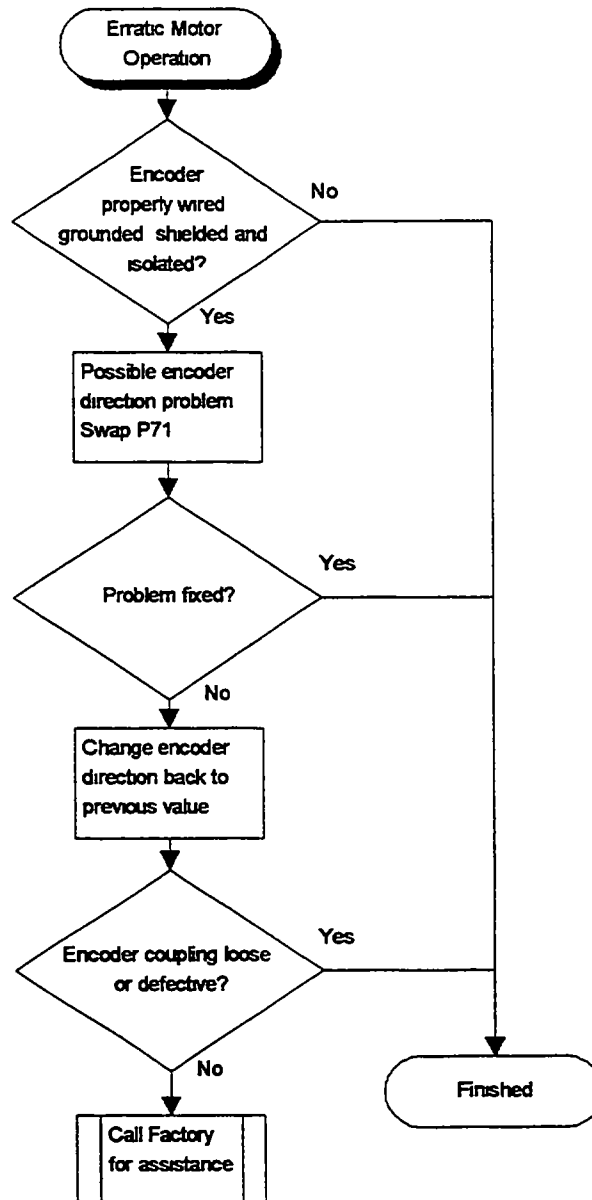 Erratic Motor
Operation
Encoder
properly wired
grounded shielded and
isolated?
No
Yes
Possible encoder
direction problem
Swap P71
Problem fixed?
Yes
No
Change encoder
direction back to
previous value
Encoder coupling loose
or defective?
Yes
No
Finished
Call Factory
for assistance